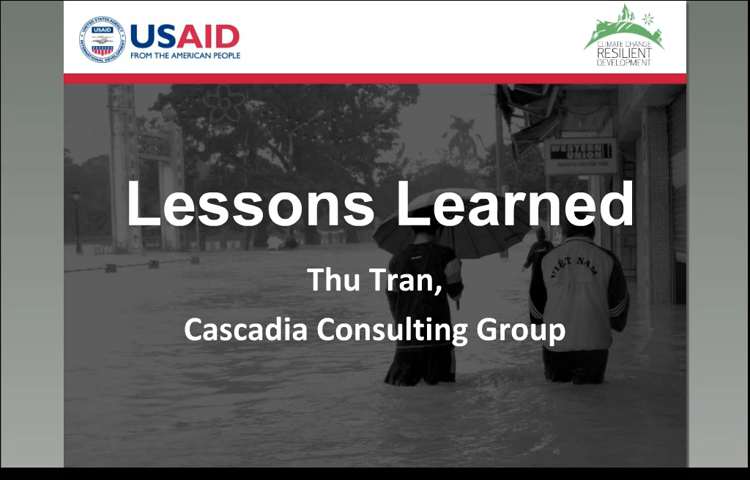 USAID
USAID
FROM THE AMERICAN PEOPLE
CLIMATE CHANGE
RESILIENT
DEVELOPMENT
WESTERN
UNION
Lessons Learned
VIỆT NAM
Thu Tran,
Cascadia Consulting Group